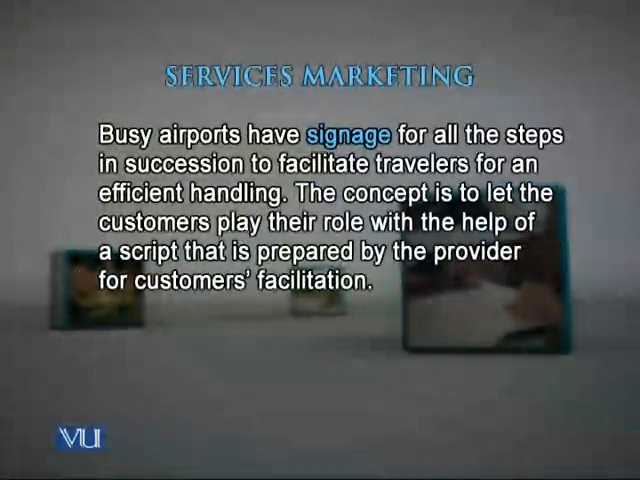 SERVICES MARKETING
Busy airports have signage for all the steps
in succession to facilitate travelers for an
efficient handling. The concept is to let the
customers play their role with the help of
a script that is prepared by the provider
for customers' facilitation.
VU